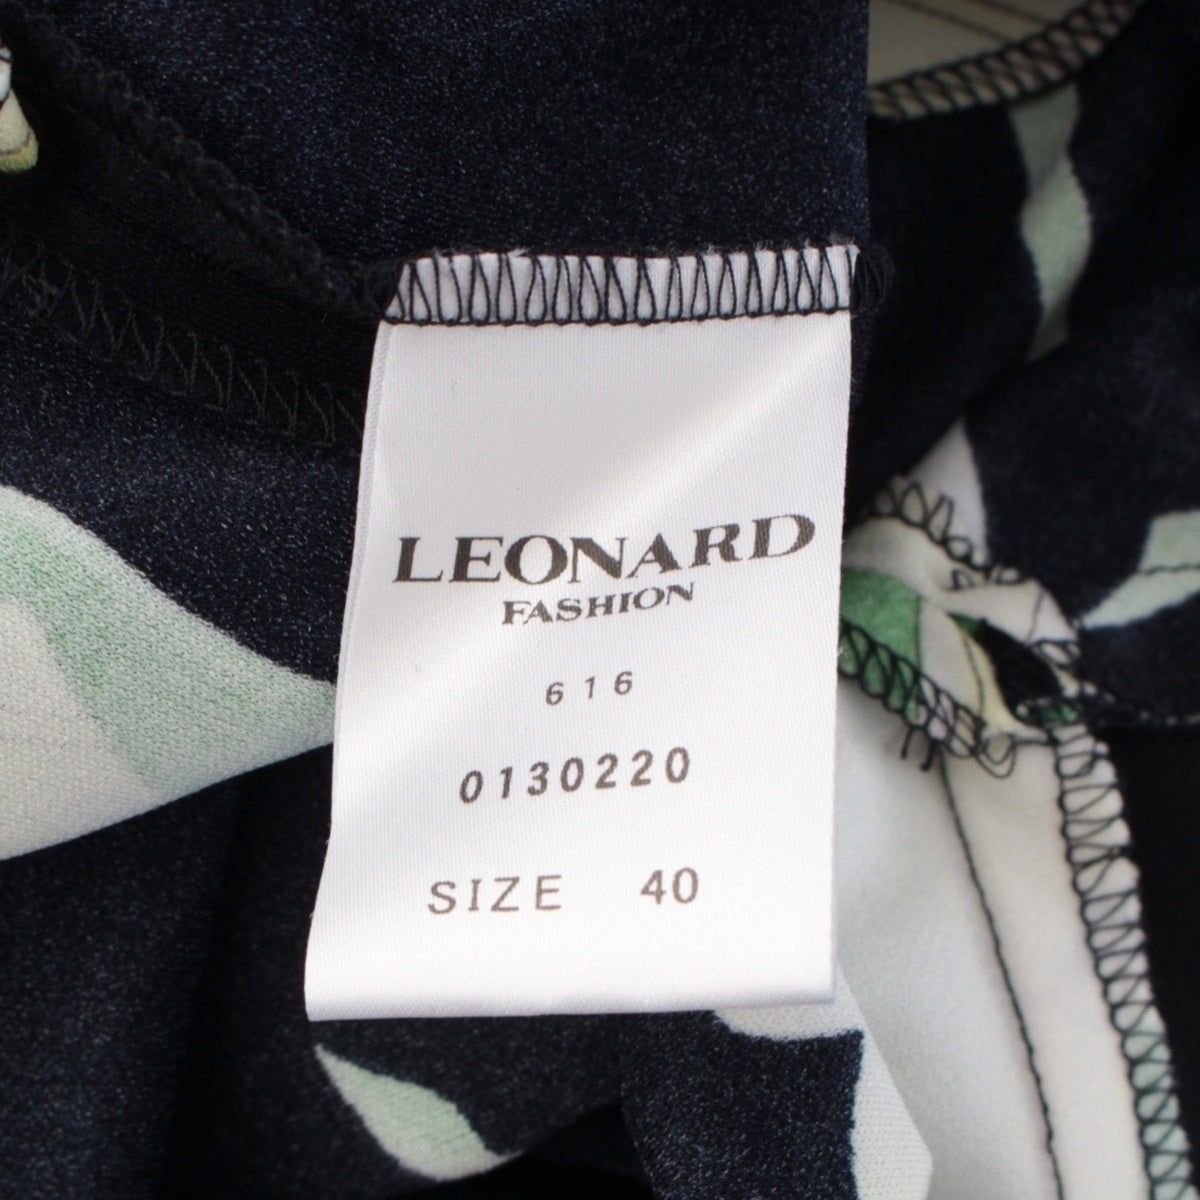 LEONARD
FASHION
616
0130220
SIZE 40